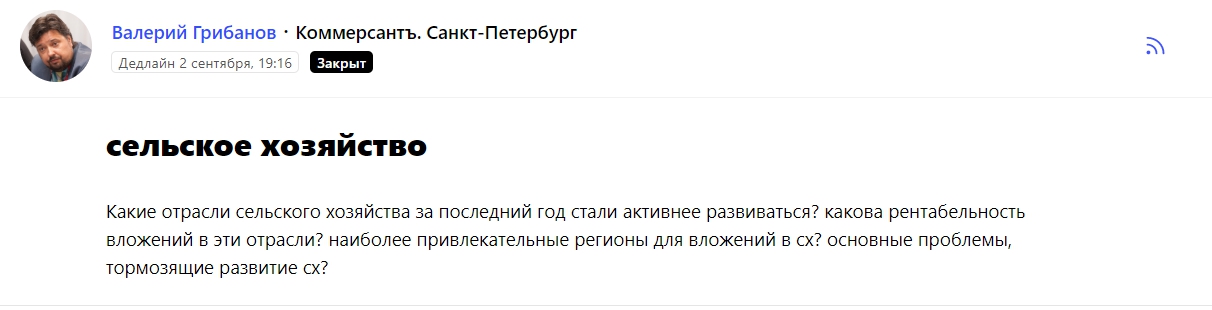 Валерий Грибанов · Коммерсантъ. Санкт-Петербург
Дедлайн 2 сентября, 19:16 Закрыт
сельское хозяйство
Какие отрасли сельского хозяйства за последний год стали активнее развиваться? какова рентабельность
вложений в эти отрасли? наиболее привлекательные регионы для вложений в сх? основные проблемы,
тормозящие развитие сх?